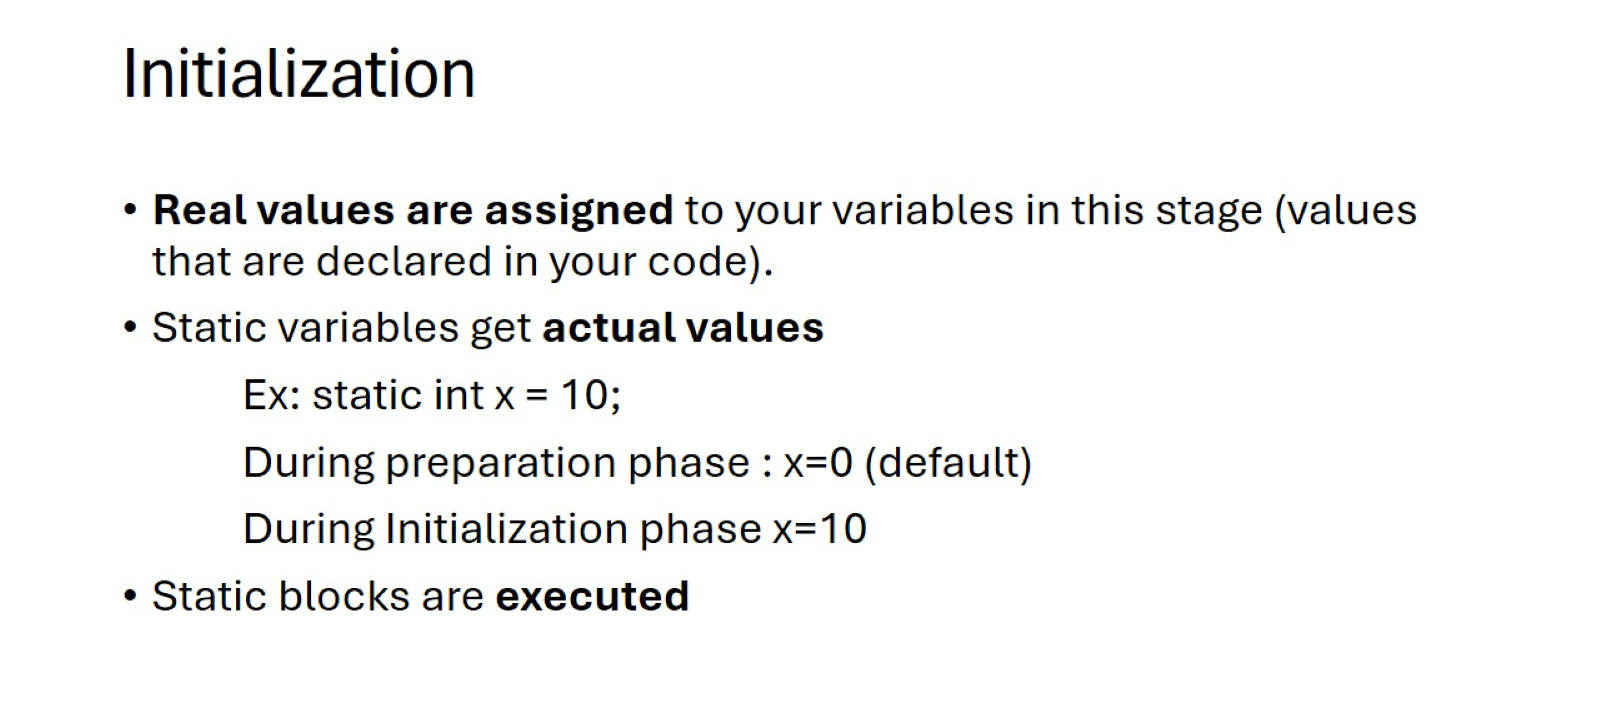 Initialization
• Real values are assigned to your variables in this stage (values
that are declared in your code).
• Static variables get actual values
Ex: static int x = 10;
During preparation phase : x=0 (default)
During Initialization phase x=10
• Static blocks are executed